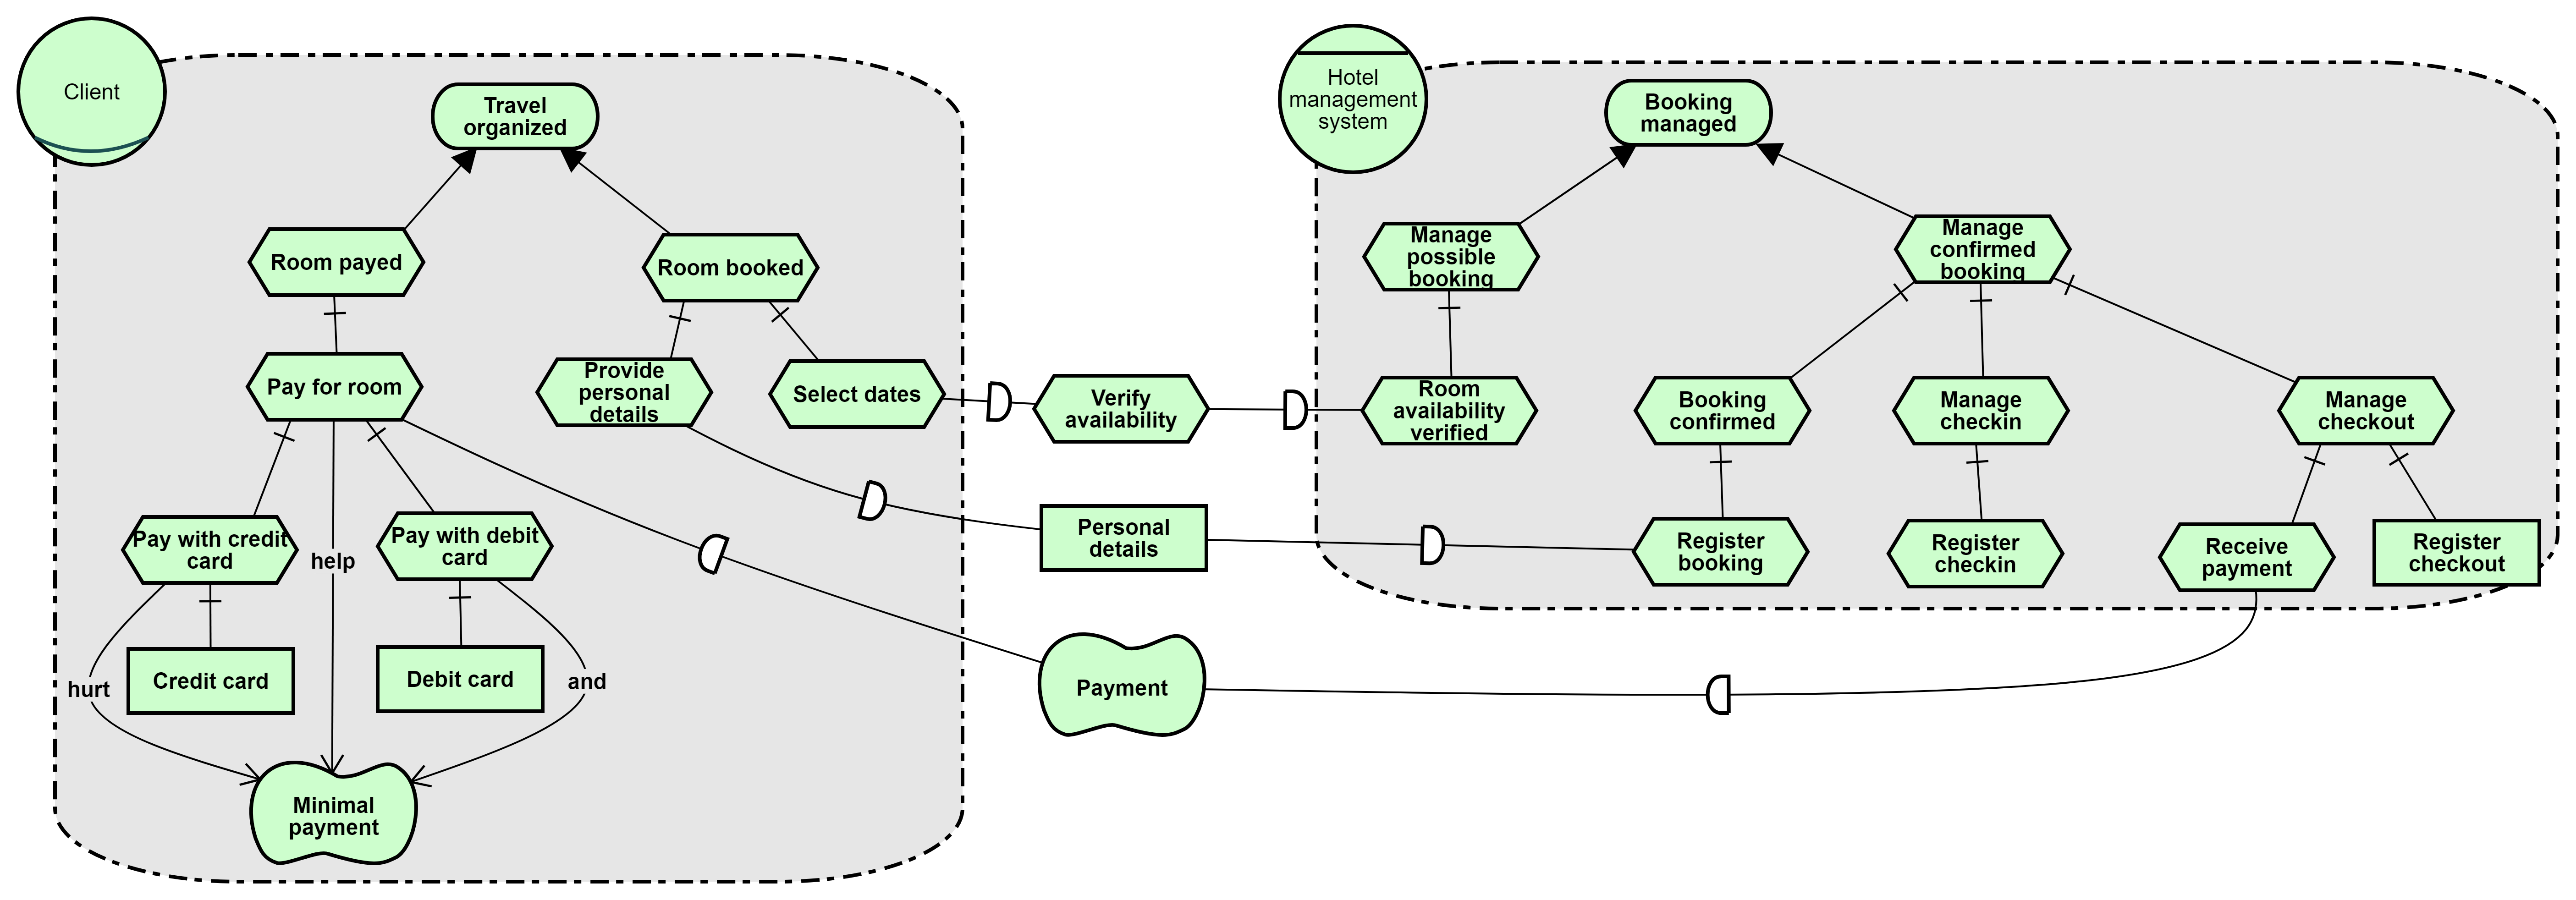 Client
Travel
organized
Room payed
Room booked
Pay for room
Provide
personal
details
Select dates
Pay with credit
card
help
Pay with debit
card
hurt
Credit card
Debit card
and
Minimal
payment
Verify
availability
Personal
details
Payment
Hotel
management
system
Booking
managed
Manage
possible
booking
Manage
confirmed
booking
Room
availability
verified
Booking
confirmed
Manage
checkin
Manage
checkout
Register
booking
Register
checkin
Receive
payment
Register
checkout